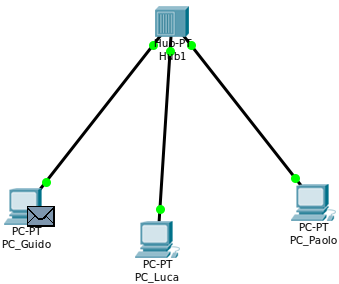 Hub-PT
Hub1
PC-PT
PC_Guido
PC-PT
PC_Luca
PC-PT
PC_Paolo